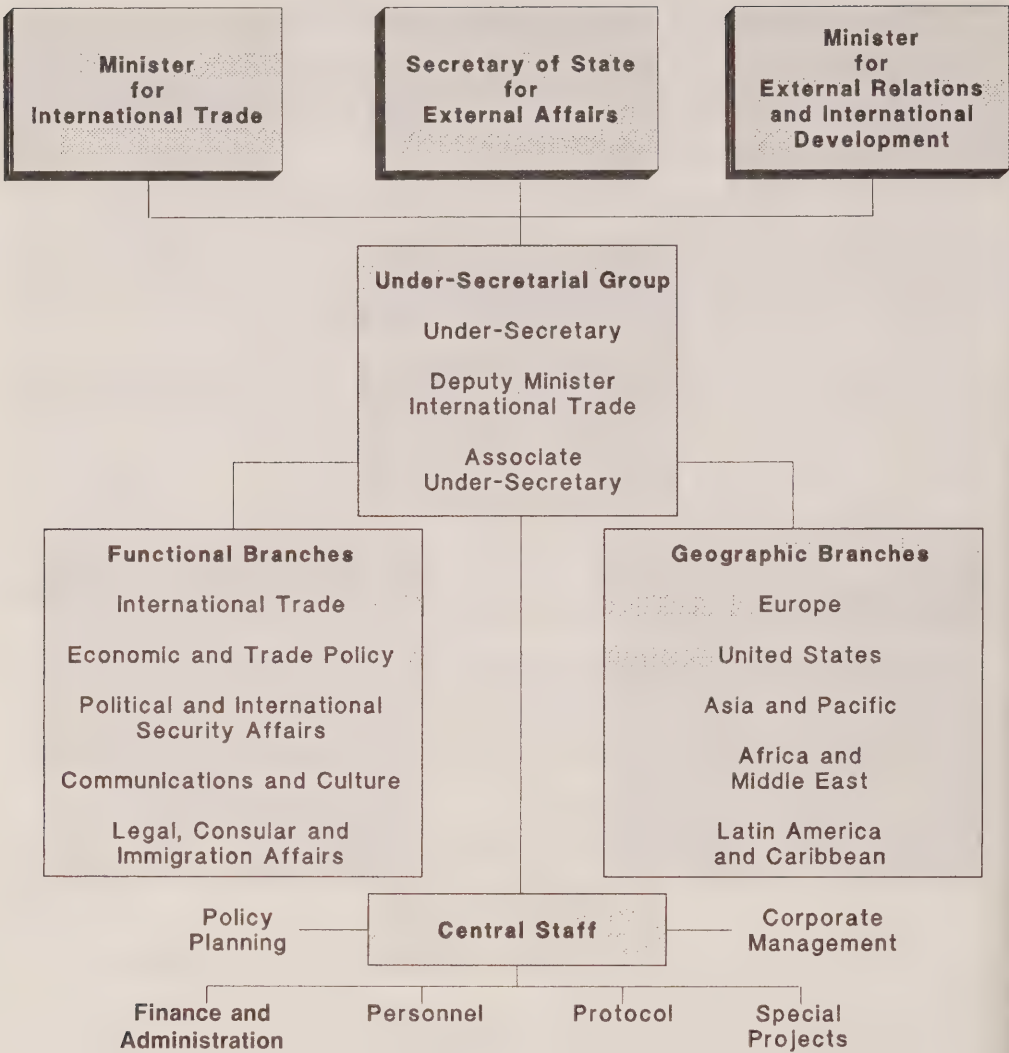 Minister
for
International Trade
Secretary of State
for
External Affairs
Minister
for
External Relations
and International
Development
Under-Secretarial Group
Under-Secretary
Deputy Minister
International Trade
Associate
Under-Secretary
Functional Branches
International Trade
Economic and Trade Policy
Political and International
Security Affairs
Communications and Culture
Legal, Consular and
Immigration Affairs
Geographic Branches
Europe
United States
Asia and Pacific
Africa and
Middle East
Latin America
and Caribbean
Policy
Planning
Central Staff
Corporate
Management
Finance and
Administration
Personnel
Protocol
Special
Projects